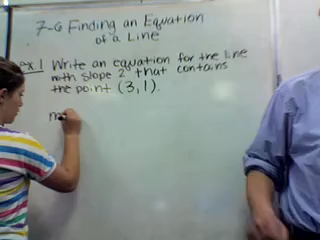 7-6 Finding an Equation
of a Line
ex 1 Write an equation for the line
with slope 2 that contains
the point (3,1).
m